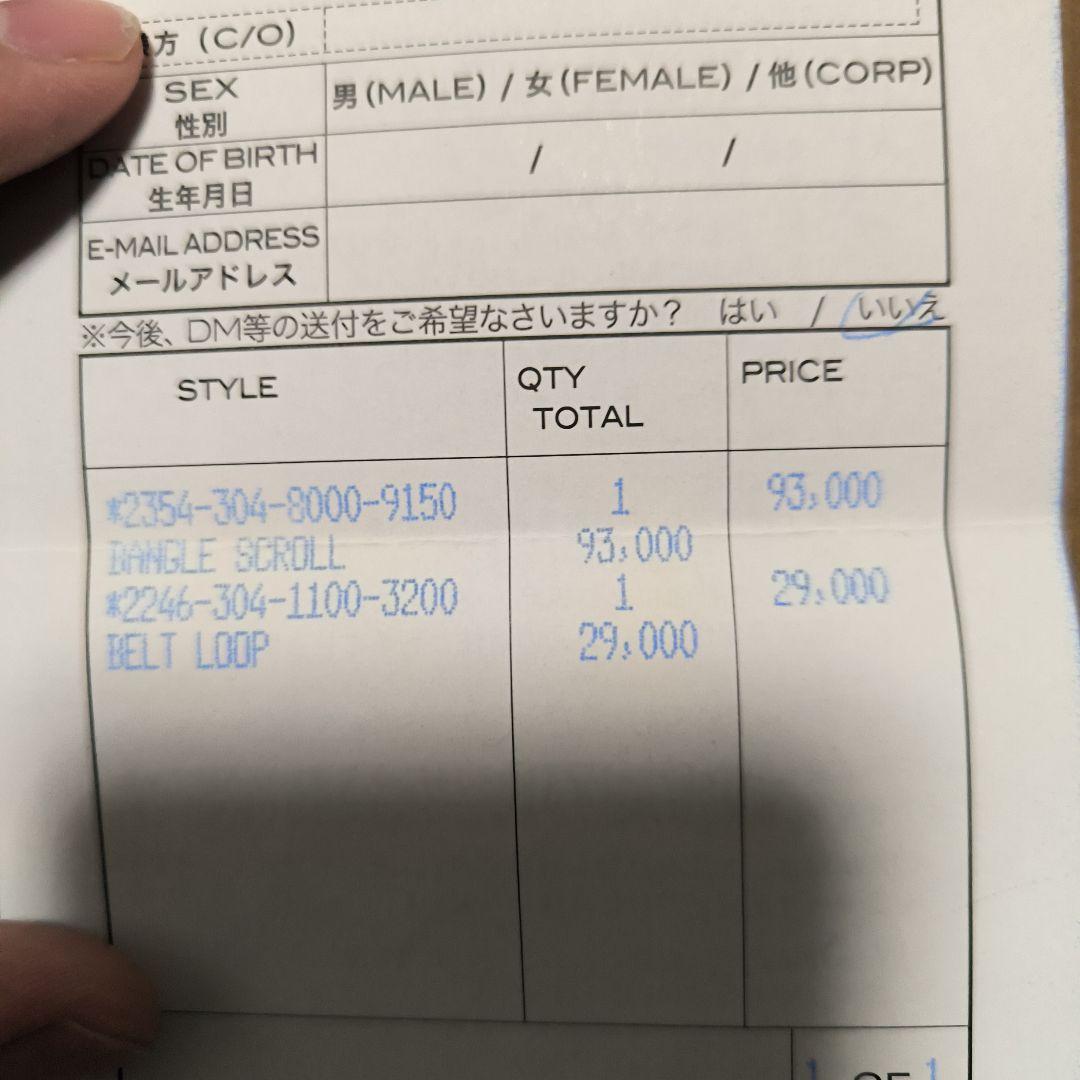 方 (C/O)
SEX
性別
男 (MALE) / 女 (FEMALE) / 他 (CORP)
DATE OF BIRTH
生年月日
/ /
E-MAIL ADDRESS
メールアドレス
※今後、DM等の送付をご希望なさいますか? はい / いいえ
STYLE QTY TOTAL PRICE
*2354-304-8000-9150 1 93,000
BANGLE SCROLL 93,000
*2246-304-1100-3200 1 29,000
BELT LOOP 29,000
1 OF 1